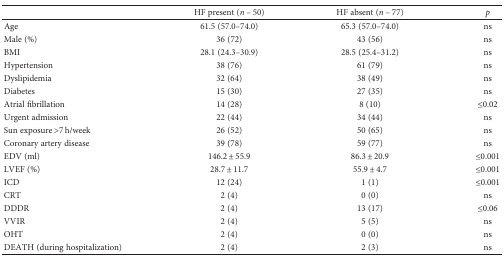 HF present (n – 50) HF absent (n – 77) p
Age 61.5 (57.0–74.0) 65.3 (57.0–74.0) ns
Male (%) 36 (72) 43 (56) ns
BMI 28.1 (24.3–30.9) 28.5 (25.4–31.2) ns
Hypertension 38 (76) 61 (79) ns
Dyslipidemia 32 (64) 38 (49) ns
Diabetes 15 (30) 27 (35) ns
Atrial fibrillation 14 (28) 8 (10) ≤0.02
Urgent admission 22 (44) 34 (44) ns
Sun exposure >7 h/week 26 (52) 50 (65) ns
Coronary artery disease 39 (78) 59 (77) ns
EDV (ml) 146.2 ± 55.9 86.3 ± 20.9 ≤0.001
LVEF (%) 28.7 ± 11.7 55.9 ± 4.7 ≤0.001
ICD 12 (24) 1 (1) ≤0.001
CRT 2 (4) 0 (0) ns
DDDR 2 (4) 13 (17) ≤0.06
VVIR 2 (4) 5 (5) ns
OHT 2 (4) 0 (0) ns
DEATH (during hospitalization) 2 (4) 2 (3) ns